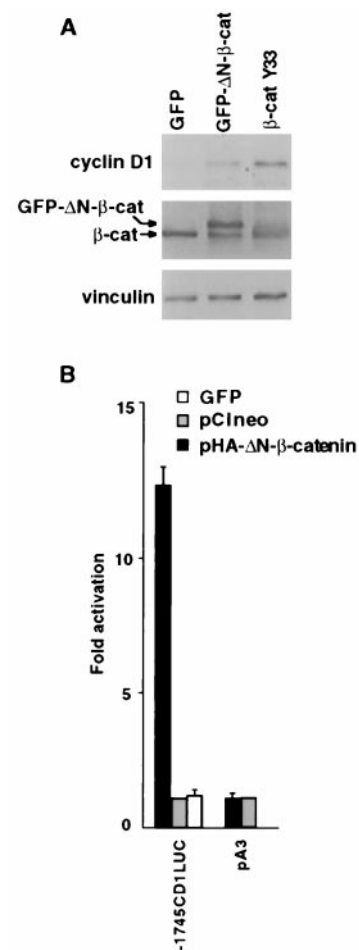 A
GFP
GFP-ΔN-β-cat
β-cat Y33
cyclin D1
GFP-ΔN-β-cat
β-cat
vinculin
B
GFP
pCIneo
pHA-ΔN-β-catenin
15
10
5
0
Fold activation
-1745CD1LUC
pA3